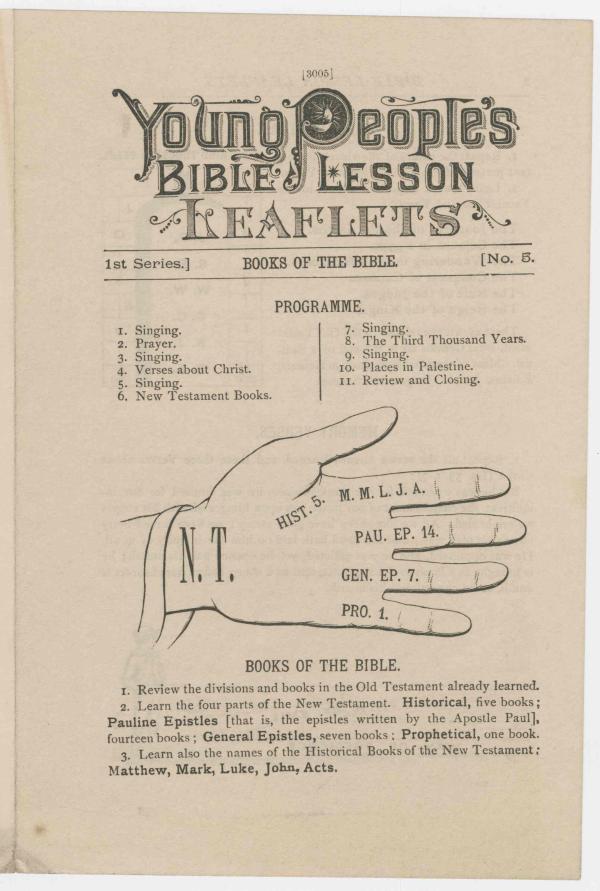 [3005]
Young People's
BIBLE LESSON
LEAFLETS
1st Series.]
BOOKS OF THE BIBLE.
[No. 5.
PROGRAMME.
1. Singing.
2. Prayer.
3. Singing.
4. Verses about Christ.
5. Singing.
6. New Testament Books.
7. Singing.
8. The Third Thousand Years.
9. Singing.
10. Places in Palestine.
11. Review and Closing.
N. T.
HIST. 5.
M. M. L. J. A.
PAU. EP. 14.
GEN. EP. 7.
PRO. 1.
BOOKS OF THE BIBLE.
1. Review the divisions and books in the Old Testament already learned.
2. Learn the four parts of the New Testament. Historical, five books;
Pauline Epistles [that is, the epistles written by the Apostle Paul],
fourteen books; General Epistles, seven books; Prophetical, one book.
3. Learn also the names of the Historical Books of the New Testament:
Matthew, Mark, Luke, John, Acts.